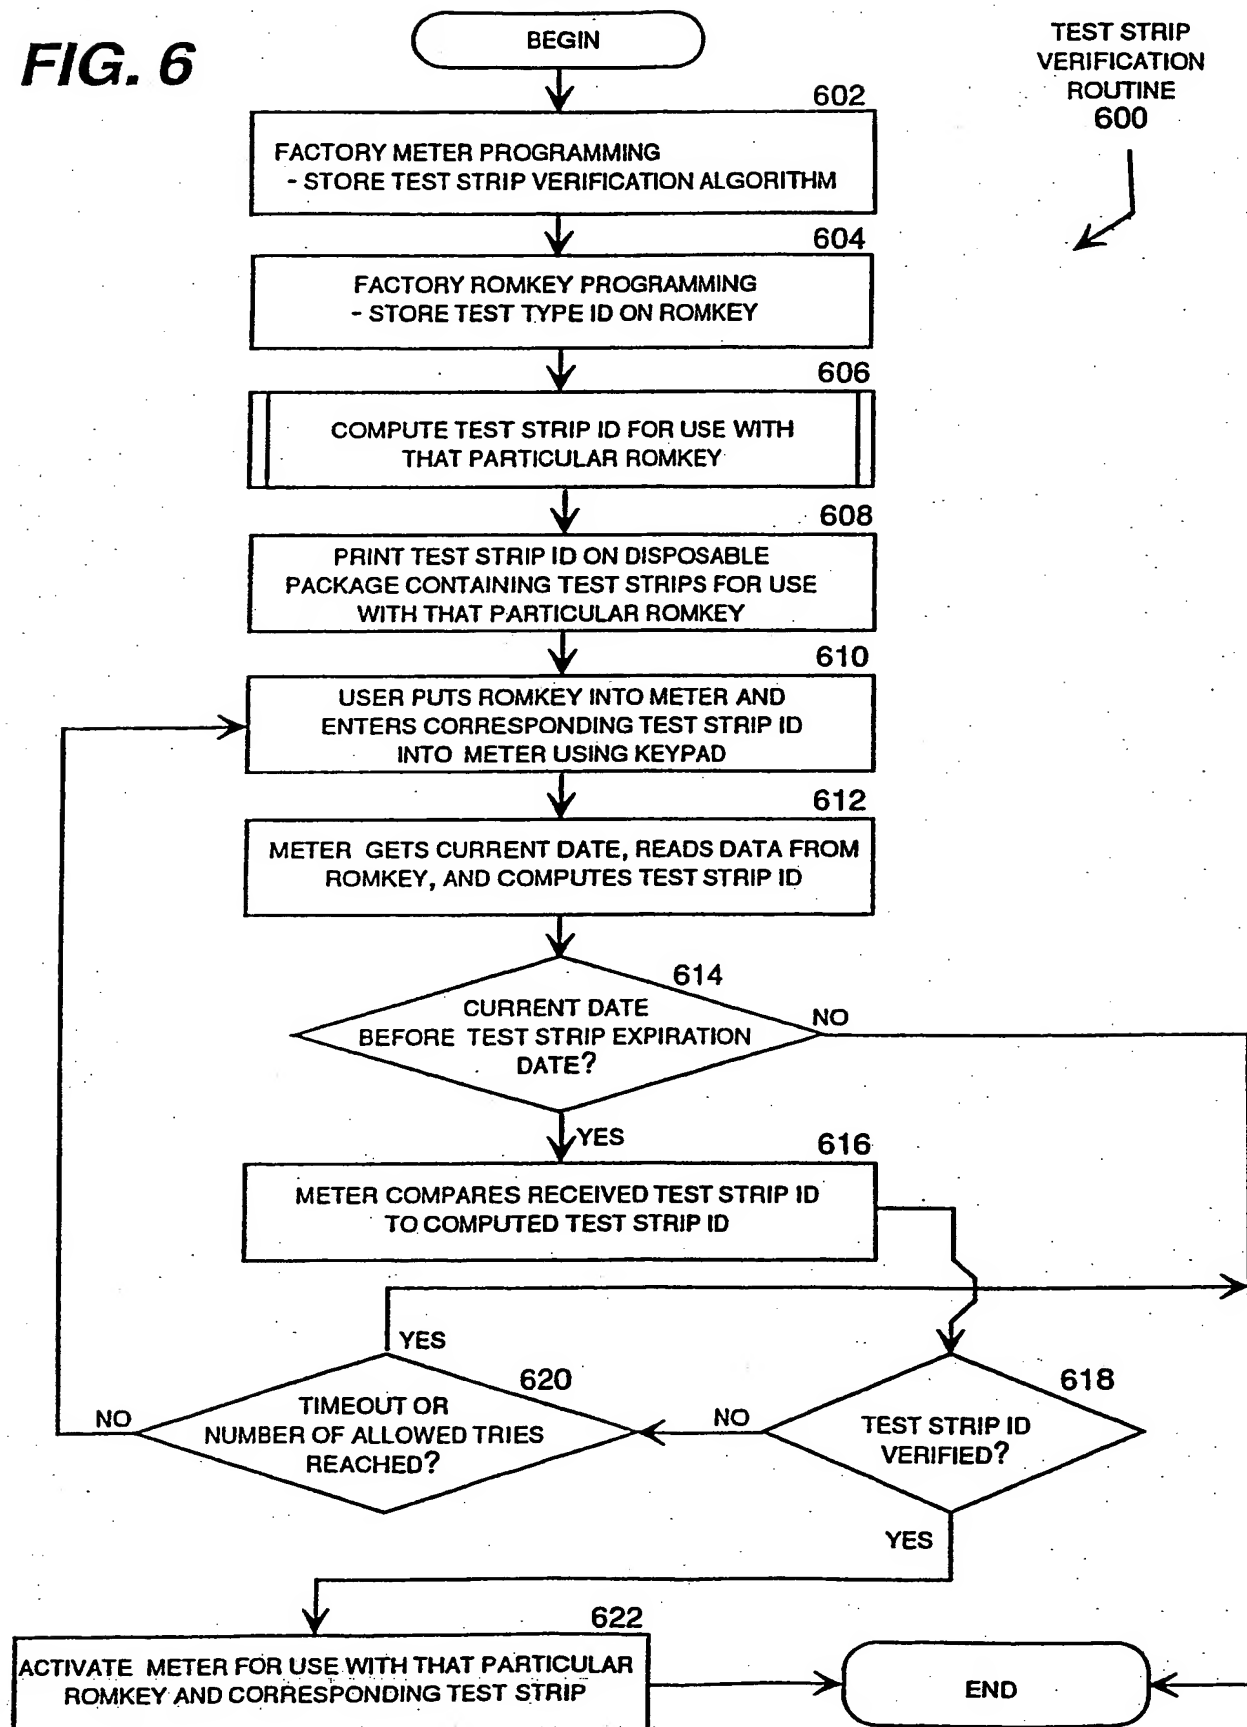 FIG. 6
BEGIN
TEST STRIP
VERIFICATION
ROUTINE
600
602
FACTORY METER PROGRAMMING
- STORE TEST STRIP VERIFICATION ALGORITHM
604
FACTORY ROMKEY PROGRAMMING
- STORE TEST TYPE ID ON ROMKEY
606
COMPUTE TEST STRIP ID FOR USE WITH
THAT PARTICULAR ROMKEY
608
PRINT TEST STRIP ID ON DISPOSABLE
PACKAGE CONTAINING TEST STRIPS FOR USE
WITH THAT PARTICULAR ROMKEY
610
USER PUTS ROMKEY INTO METER AND
ENTERS CORRESPONDING TEST STRIP ID
INTO METER USING KEYPAD
612
METER GETS CURRENT DATE, READS DATA FROM
ROMKEY, AND COMPUTES TEST STRIP ID
614
CURRENT DATE
BEFORE TEST STRIP EXPIRATION
DATE?
NO
YES
616
METER COMPARES RECEIVED TEST STRIP ID
TO COMPUTED TEST STRIP ID
YES
620
TIMEOUT OR
NUMBER OF ALLOWED TRIES
REACHED?
NO
NO
618
TEST STRIP ID
VERIFIED?
YES
622
ACTIVATE METER FOR USE WITH THAT PARTICULAR
ROMKEY AND CORRESPONDING TEST STRIP
END